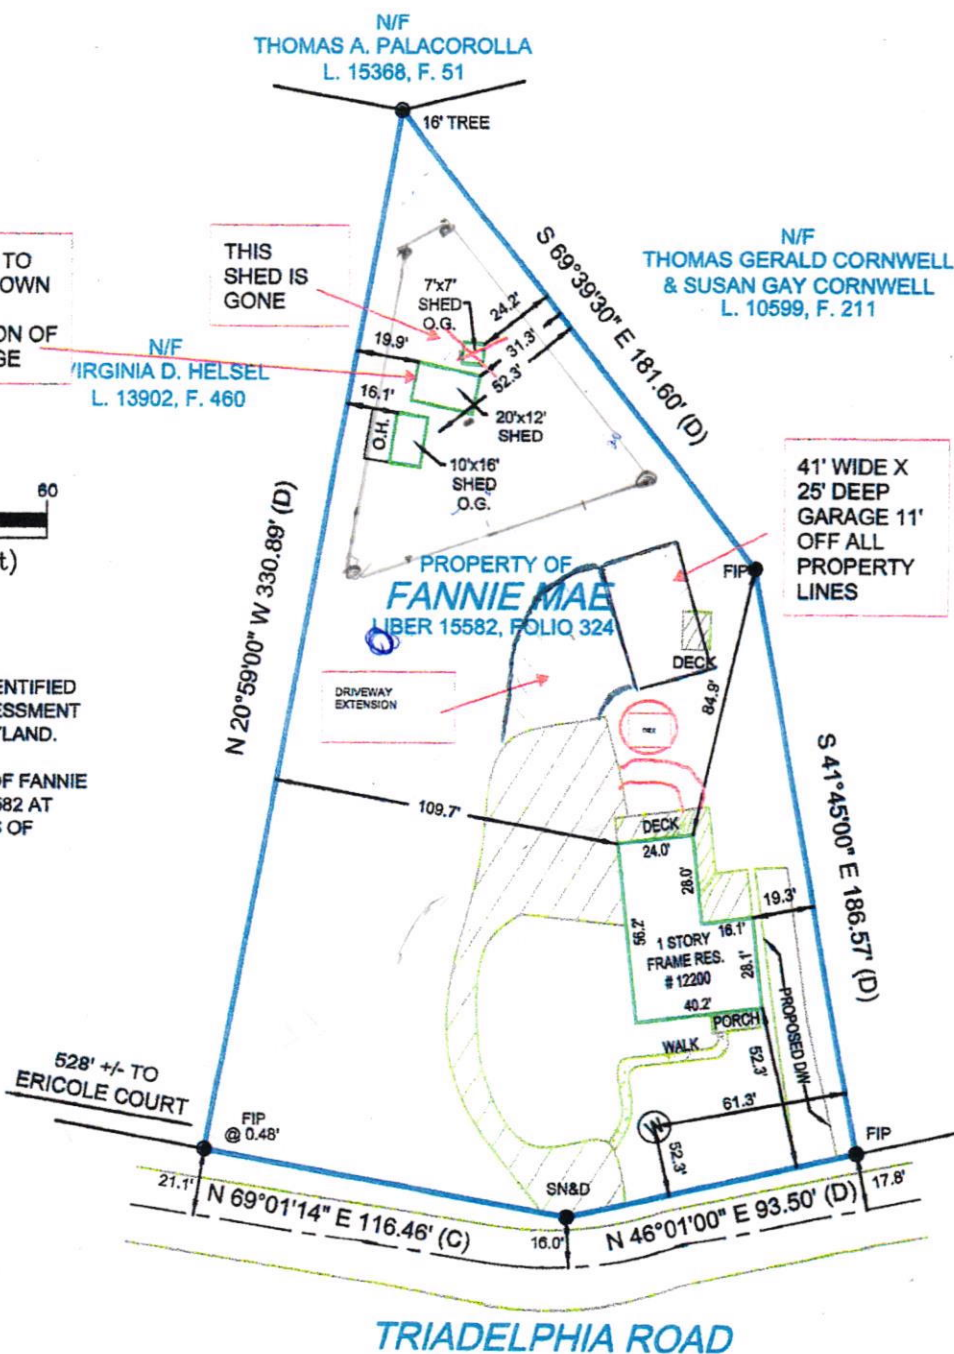 N/F
THOMAS A. PALACOROLLA
L. 15368, F. 51
16' TREE
TO
OWN
ON OF
GE
THIS
SHED IS
GONE
N/F
THOMAS GERALD CORNWELL
& SUSAN GAY CORNWELL
L. 10599, F. 211
S 69°39'30" E 181.60' (D)
7'x7'
SHED
O.G.
24.2'
31.3'
52.3'
19.9'
N/F
VIRGINIA D. HELSEL
L. 13902, F. 460
16.1'
O.H.
20'x12'
SHED
10'x16'
SHED
O.G.
60
t)
41' WIDE X
25' DEEP
GARAGE 11'
OFF ALL
PROPERTY
LINES
N 20°59'00" W 330.89' (D)
PROPERTY OF
FANNIE MAE
LIBER 15582, FOLIO 324
FIP
DECK
84.9'
DRIVEWAY
EXTENSION
ENTIFIED
ESSMENT
YLAND.
OF FANNIE
582 AT
S OF
S 41°45'00" E 186.57' (D)
109.7'
DECK
24.0'
28.0'
19.3'
56.2'
16.1'
1 STORY
FRAME RES.
# 12200
28.1'
40.2'
PORCH
PROPOSED D/W
WALK
52.3'
61.3'
W
52.3'
528' +/- TO
ERICOLE COURT
FIP
@ 0.48'
FIP
SN&D
21.1'
N 69°01'14" E 116.46' (C)
16.0'
N 46°01'00" E 93.50' (D)
17.8'
TRIADELPHIA ROAD